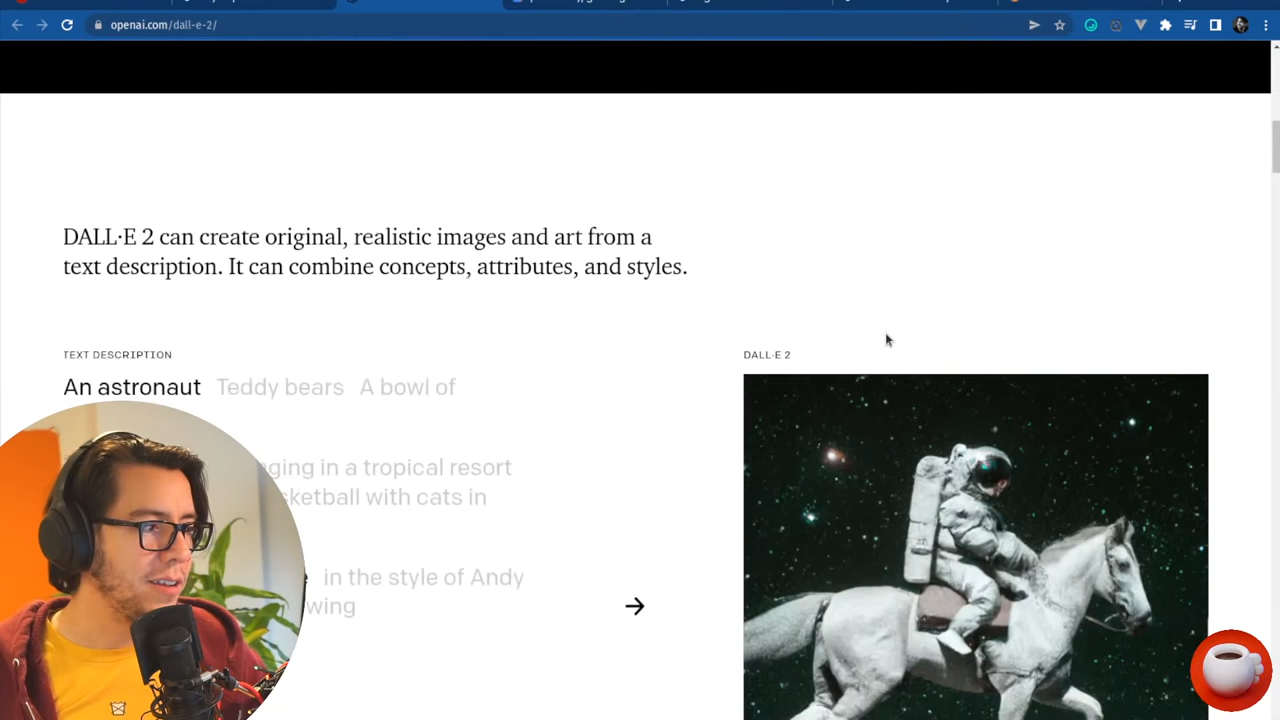 openai.com/dall-e-2/
DALL·E 2 can create original, realistic images and art from a
text description. It can combine concepts, attributes, and styles.
TEXT DESCRIPTION
An astronaut Teddy bears A bowl of
in a tropical resort
with cats in
in the style of Andy
DALL·E 2